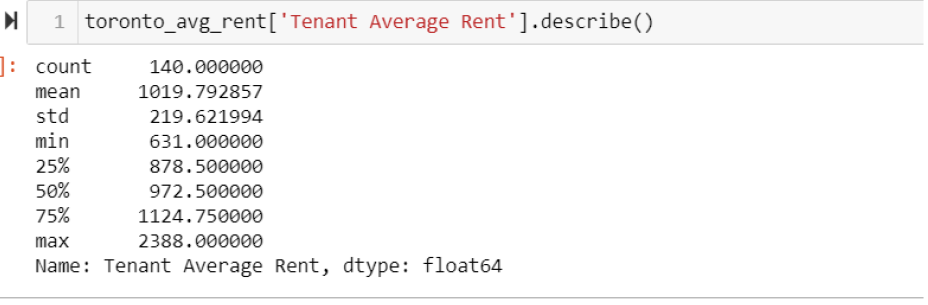 1 toronto_avg_rent['Tenant Average Rent'].describe()
]: count 140.000000
mean 1019.792857
std 219.621994
min 631.000000
25% 878.500000
50% 972.500000
75% 1124.750000
max 2388.000000
Name: Tenant Average Rent, dtype: float64